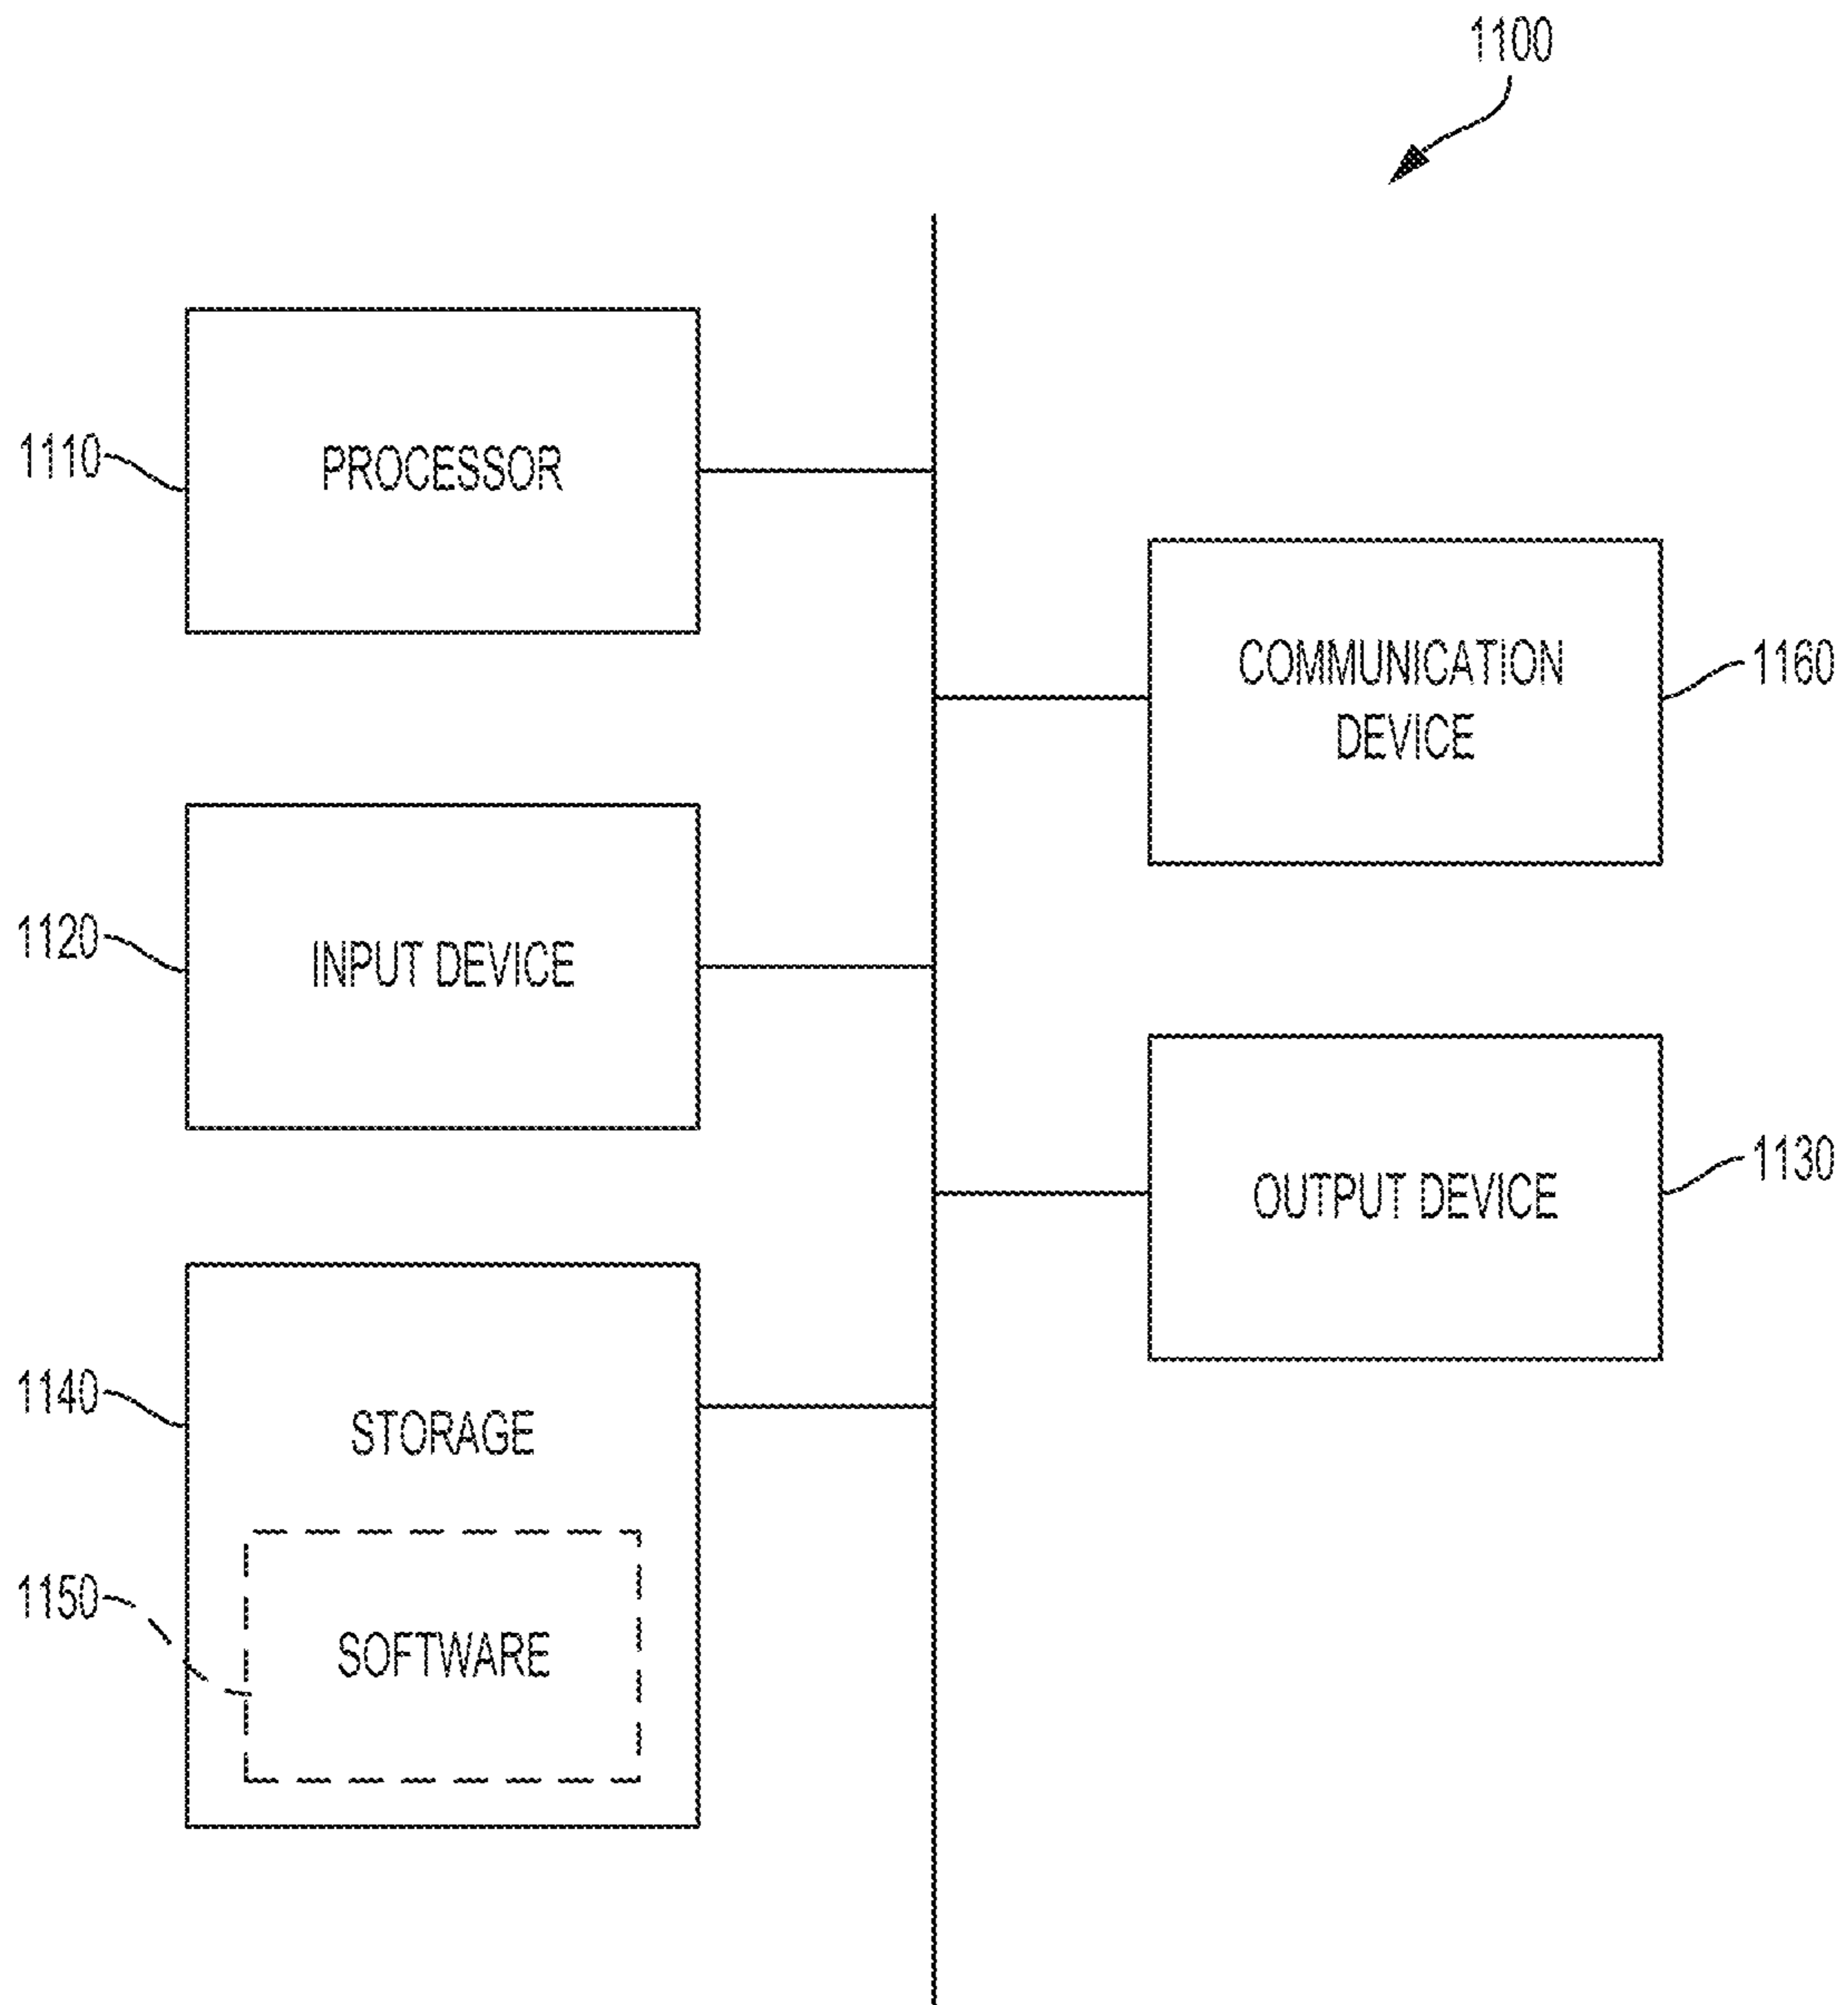 1100
1110
PROCESSOR
COMMUNICATION
DEVICE
1160
1120
INPUT DEVICE
OUTPUT DEVICE
1130
1140
STORAGE
1150
SOFTWARE